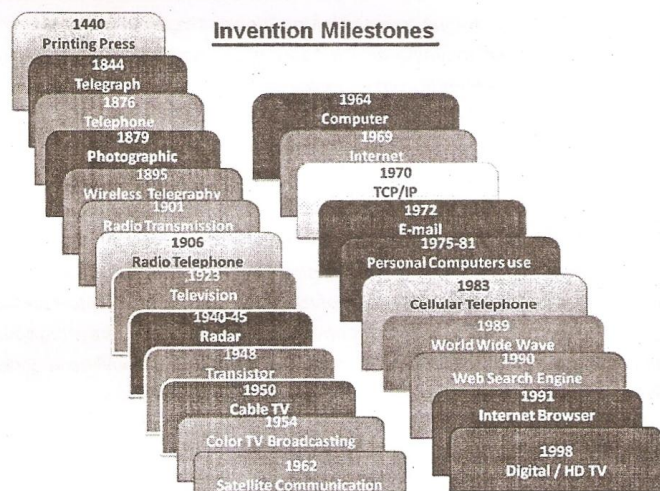 Invention Milestones
1440
Printing Press
1844
Telegraph
1876
Telephone
1879
Photographic
1895
Wireless Telegraphy
1901
Radio Transmission
1906
Radio Telephone
1923
Television
1940-45
Radar
1948
Transistor
1950
Cable TV
1954
Color TV Broadcasting
1962
Satellite Communication
1964
Computer
1969
Internet
1970
TCP/IP
1972
E-mail
1975-81
Personal Computers use
1983
Cellular Telephone
1989
World Wide Wave
1990
Web Search Engine
1991
Internet Browser
1998
Digital / HD TV